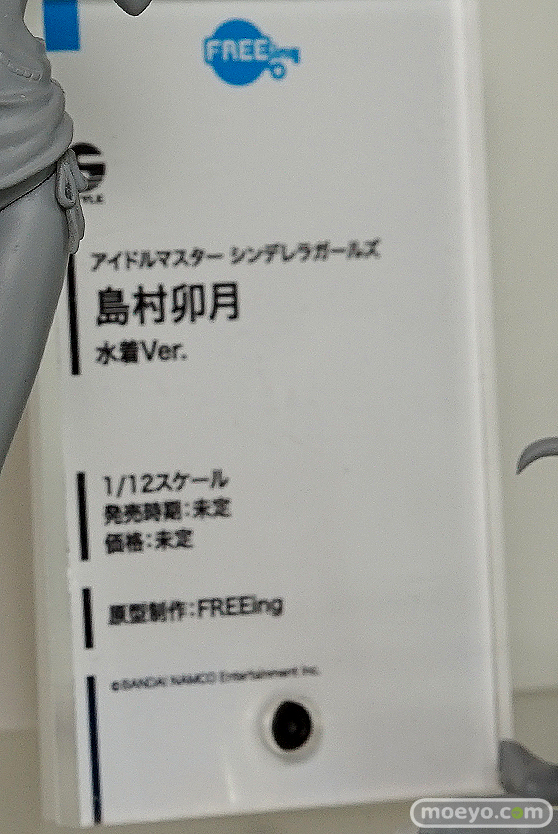 FREEing
アイドルマスター シンデレラガールズ
島村卯月
水着Ver.
1/12スケール
発売時期:未定
価格:未定
原型制作:FREEing
©BANDAI NAMCO Entertainment Inc.
moeyo.com